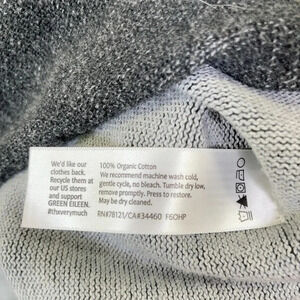 We'd like our
clothes back.
Recycle them at
our US stores
and support
GREEN EILEEN.
#thxverymuch
100% Organic Cotton
We recommend machine wash cold,
gentle cycle, no bleach. Tumble dry low,
remove promptly. Press to restore.
May be dry cleaned.
RN#78121/CA#34460 F6OHP